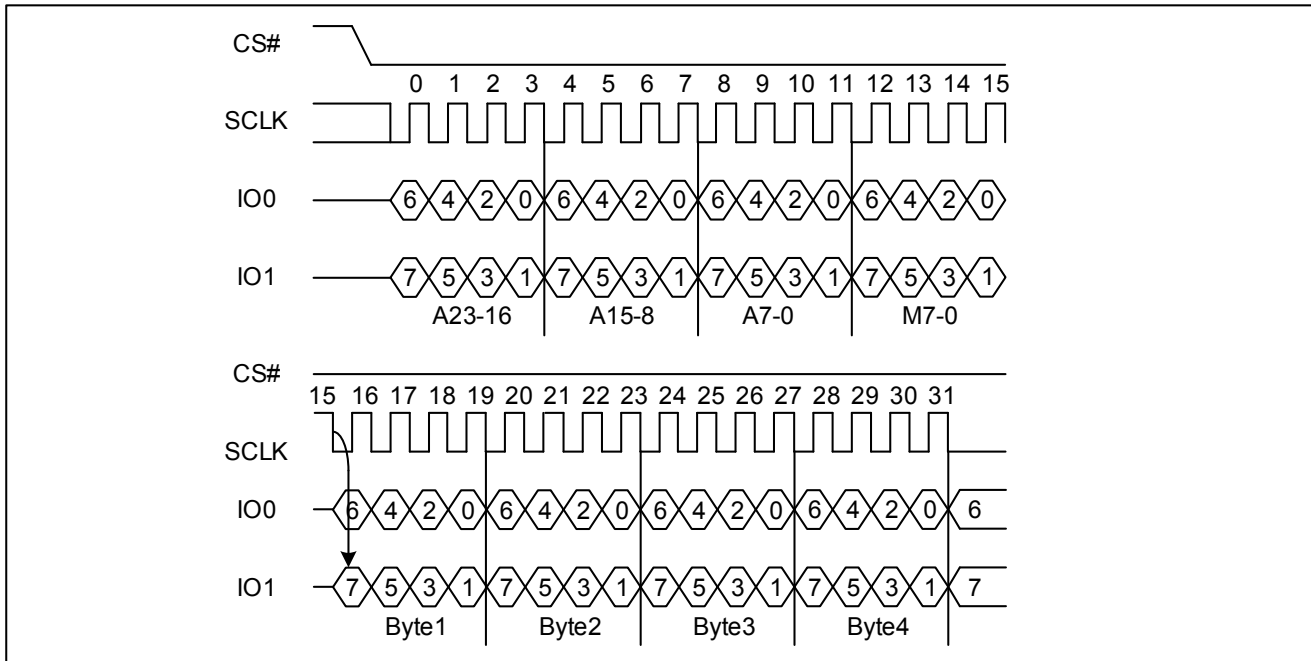 CS#
0 1 2 3 4 5 6 7 8 9 10 11 12 13 14 15
SCLK
IO0 6 4 2 0 6 4 2 0 6 4 2 0 6 4 2 0
IO1 7 5 3 1 7 5 3 1 7 5 3 1 7 5 3 1
A23-16 A15-8 A7-0 M7-0
CS#
15 16 17 18 19 20 21 22 23 24 25 26 27 28 29 30 31
SCLK
IO0 6 4 2 0 6 4 2 0 6 4 2 0 6 4 2 0 6
IO1 7 5 3 1 7 5 3 1 7 5 3 1 7 5 3 1 7
Byte1 Byte2 Byte3 Byte4